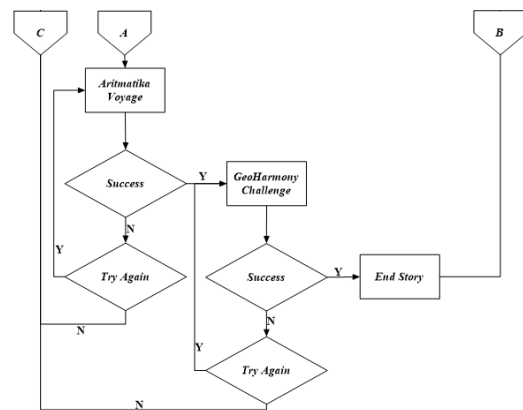 C
A
B
Aritmatika
Voyage
Success
Y
GeoHarmony
Challenge
N
Y
Try Again
Success
Y
End Story
N
N
Y
Try Again
N